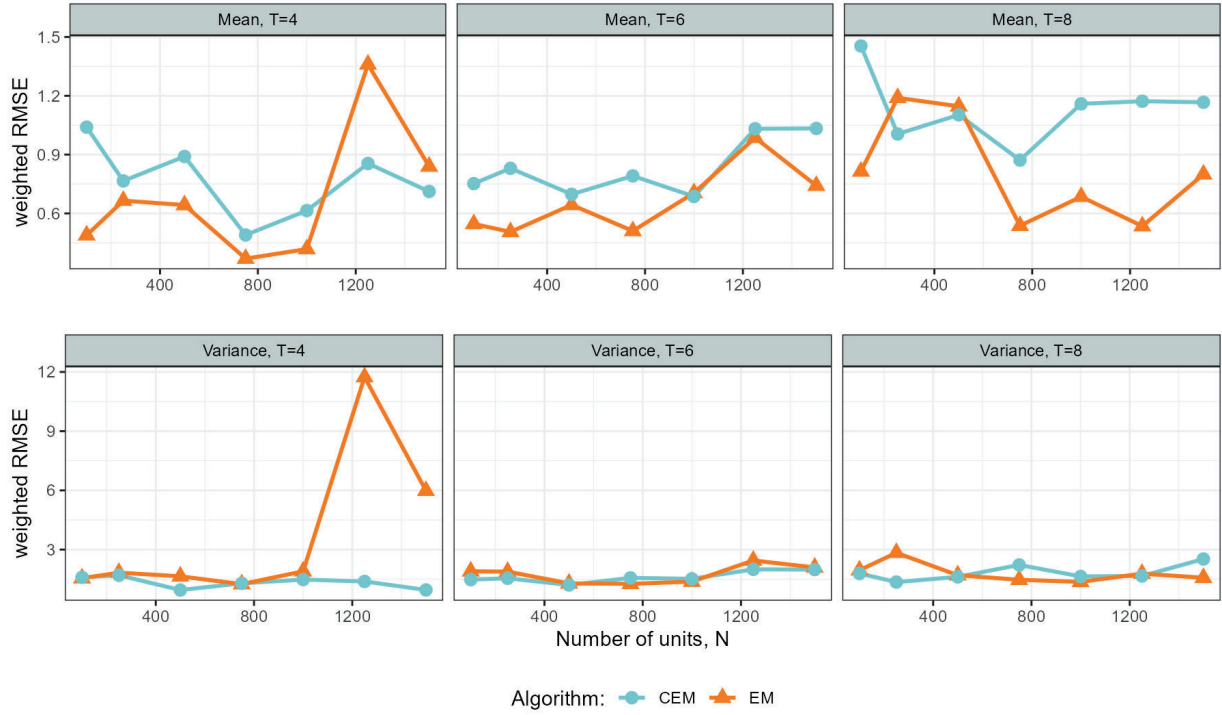 Mean, T=4
Mean, T=6
Mean, T=8
weighted RMSE
1.5
1.2
0.9
0.6
400 800 1200
400 800 1200
400 800 1200
Variance, T=4
Variance, T=6
Variance, T=8
weighted RMSE
12
9
6
3
400 800 1200
400 800 1200
400 800 1200
Number of units, N
Algorithm: CEM EM